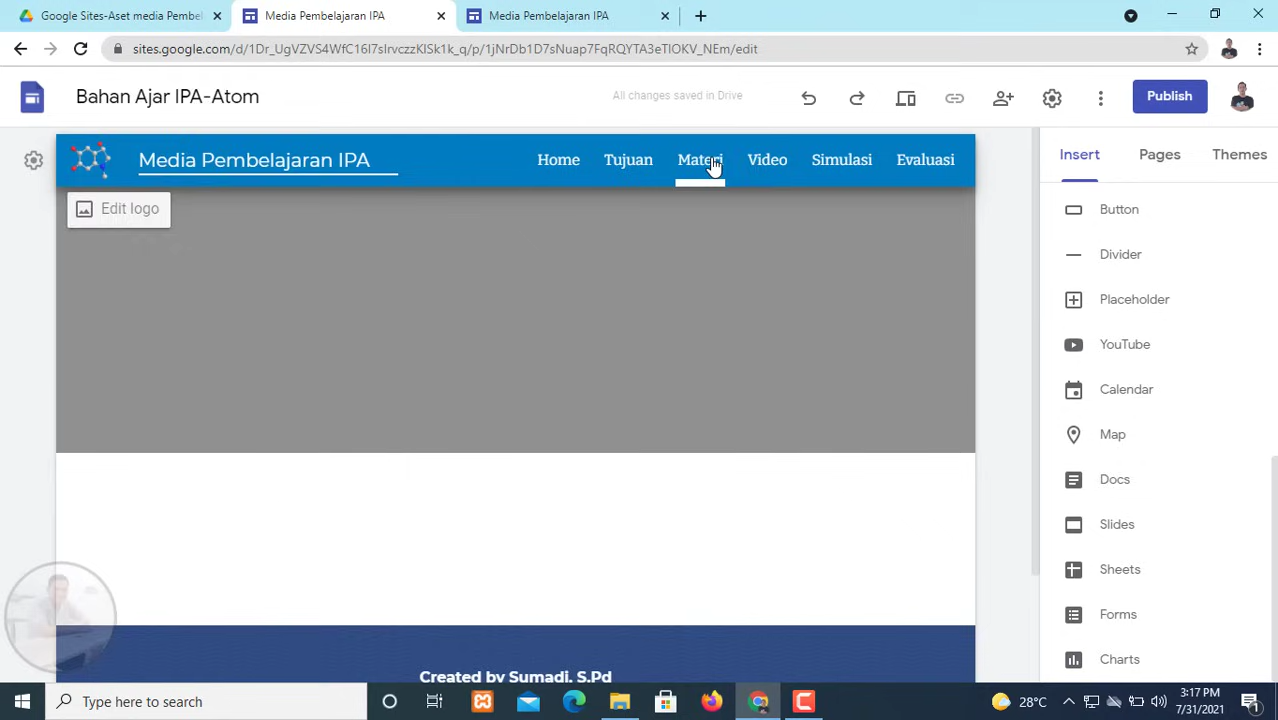 Google Sites-Aset media Pembel
Media Pembelajaran IPA
Media Pembelajaran IPA
sites.google.com/d/1Dr_UgVZVS4WfC16I7sIrvczzKISk1k_q/p/1jNrDb1D7sNuap7FqRQYTA3eTIOKV_NEm/edit
Bahan Ajar IPA-Atom
All changes saved in Drive
Publish
Media Pembelajaran IPA
Home
Tujuan
Materi
Video
Simulasi
Evaluasi
Edit logo
Insert
Pages
Themes
Button
Divider
Placeholder
YouTube
Calendar
Map
Docs
Slides
Sheets
Forms
Charts
Created by Sumadi, S.Pd
Type here to search
28°C
3:17 PM
7/31/2021
1